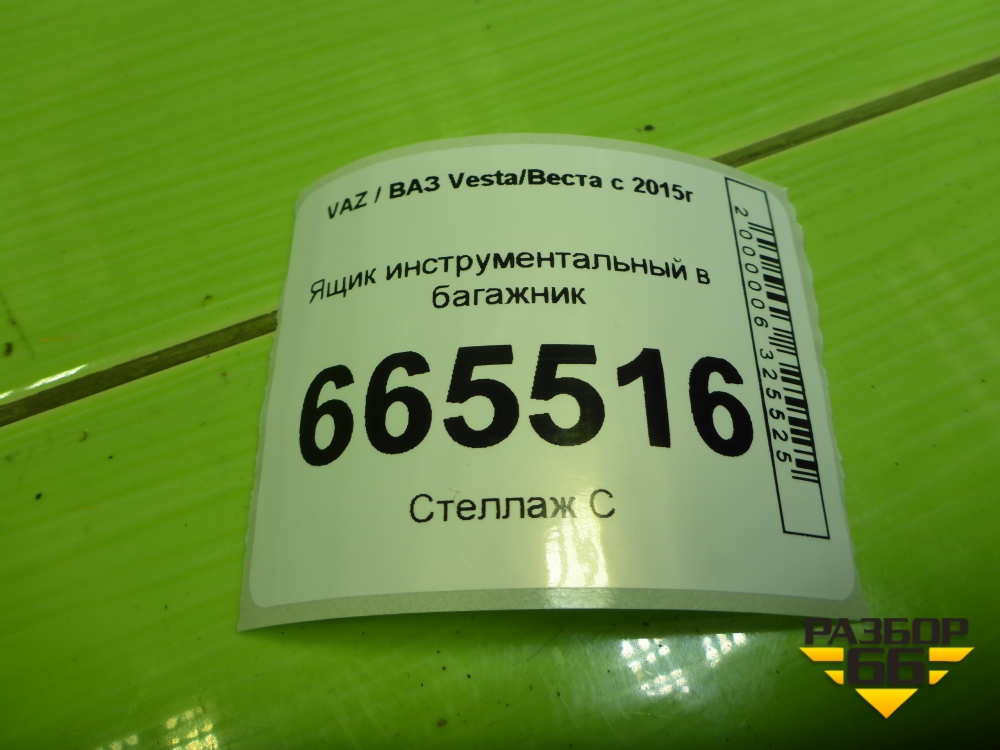 VAZ / ВАЗ Vesta/Веста с 2015г
Ящик инструментальный в
багажник
665516
Стеллаж С
2000006325525
РАЗБОР
66